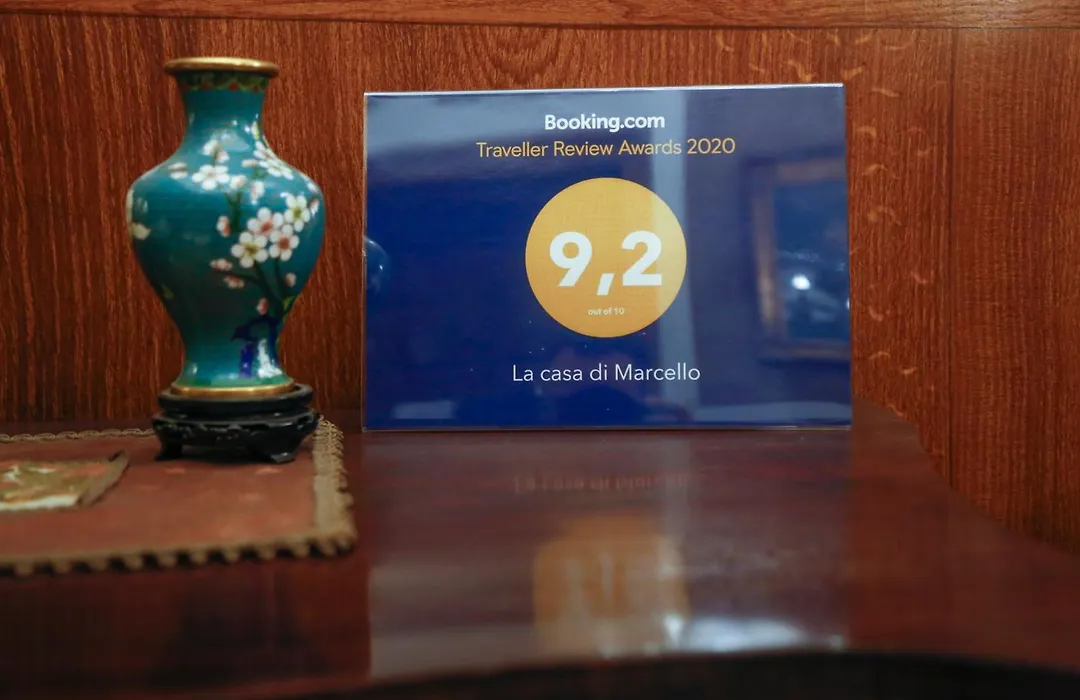 Booking.com
Traveller Review Awards 2020
9,2
out of 10
La casa di Marcello